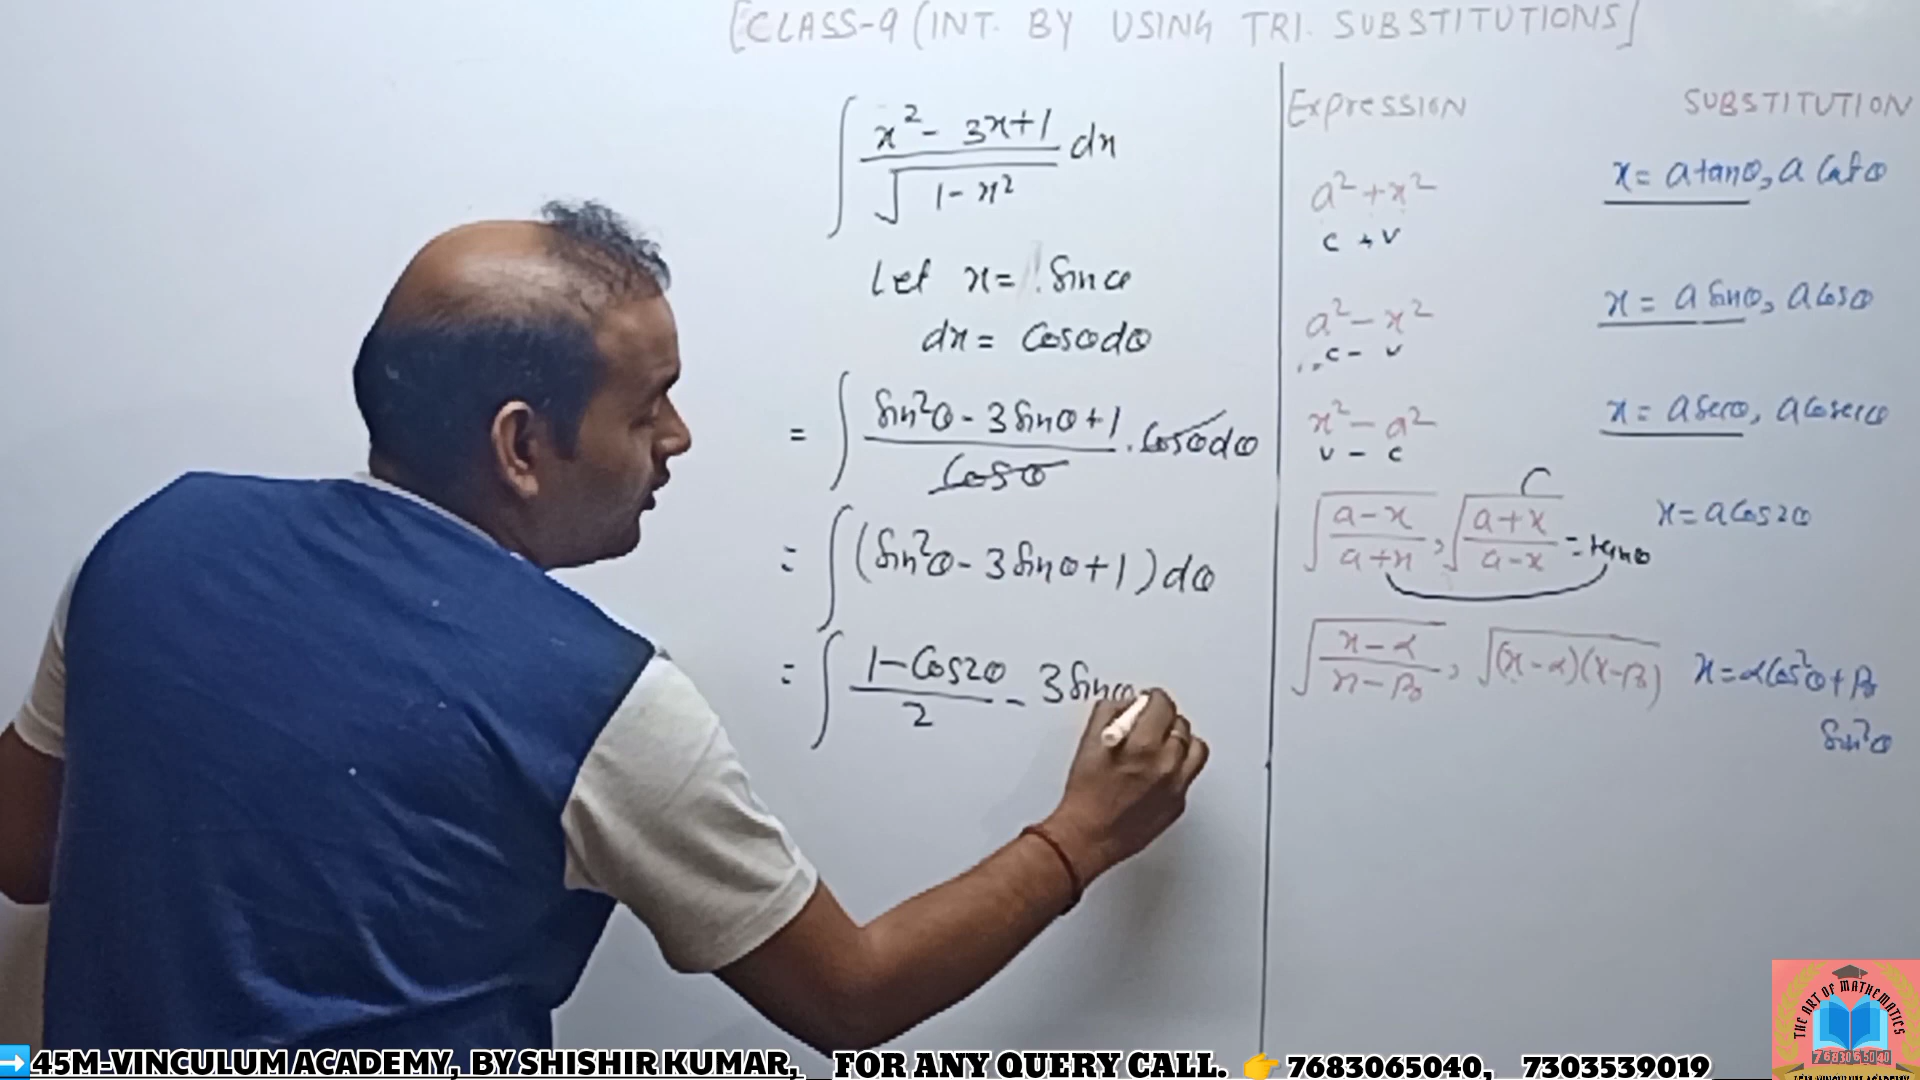 [CLASS-9 (INT. BY USING TRI. SUBSTITUTIONS]
∫ x² - 3x+1 / √(1-x²) dx
Let x = sinθ
dx = cosθdθ
= ∫ sin²θ - 3sinθ+1 / cosθ . cosθdθ
= ∫ (sin²θ - 3sinθ+1) dθ
= ∫ 1-cos2θ / 2 - 3sinθ
Expression SUBSTITUTION
a²+x² x = a tanθ, a cotθ
c + v
a²-x² x = a sinθ, a cosθ
c - v
x²-a² x = a secθ, a cosecθ
v - c
C
√(a-x / a+x), √(a+x / a-x) = tanθ x = a cos2θ
√(x-α / x-β), √(x-α)(x-β) x = αcos²θ+β
sin²θ
THE ART OF MATHEMATICS
7683065040
45M-VINCULUM ACADEMY, BY SHISHIR KUMAR, FOR ANY QUERY CALL. 👉 7683065040, 7303539019